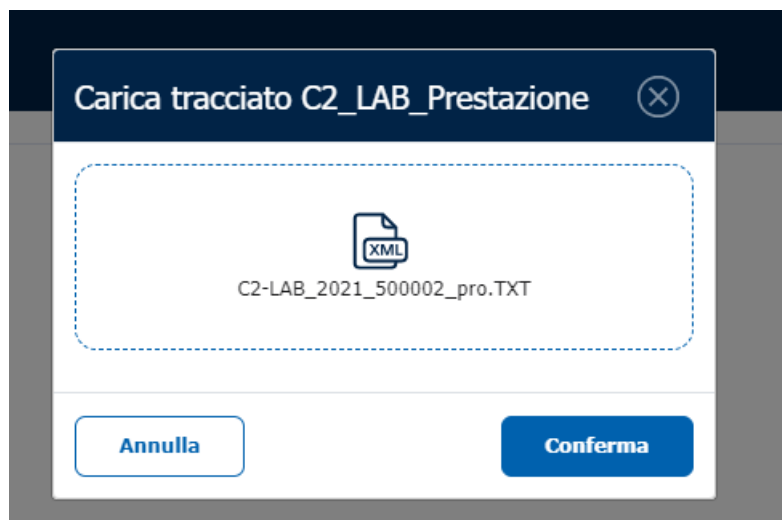 Carica tracciato C2_LAB_Prestazione
XML
C2-LAB_2021_500002_pro.TXT
Annulla
Conferma